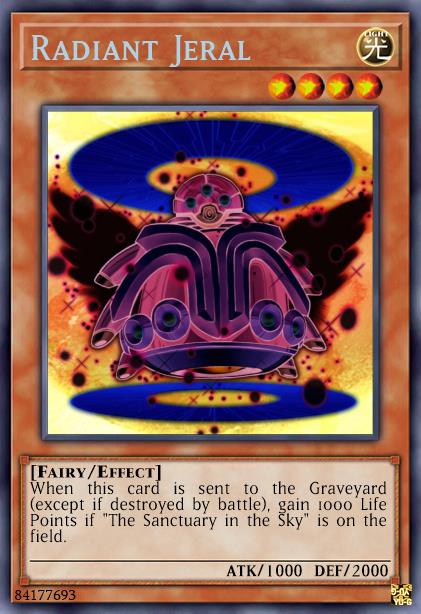 RADIANT JERAL
LIGHT
光
[FAIRY/EFFECT]
When this card is sent to the Graveyard
(except if destroyed by battle), gain 1000 Life
Points if "The Sanctuary in the Sky" is on the
field.
ATK/1000 DEF/2000
84177693